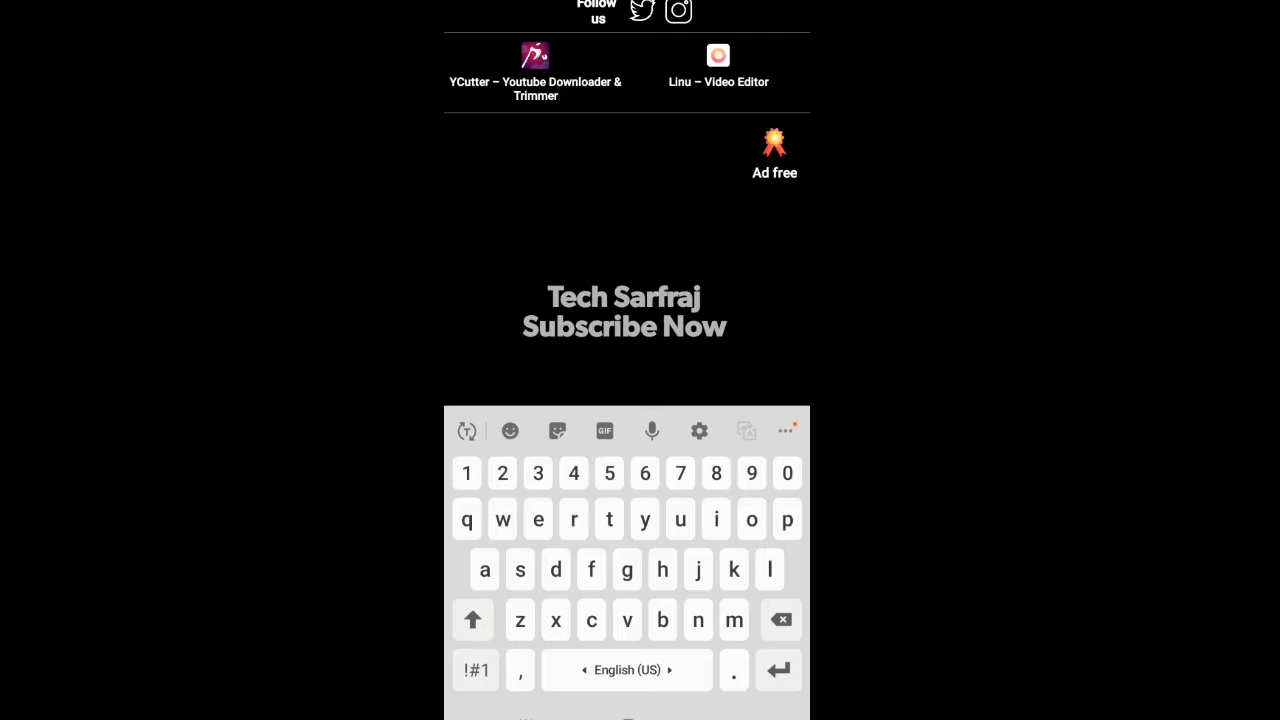 Follow
us
YCutter – Youtube Downloader &
Trimmer
Linu – Video Editor
Ad free
Tech Sarfraj
Subscribe Now
GIF
1 2 3 4 5 6 7 8 9 0
q w e r t y u i o p
a s d f g h j k l
z x c v b n m
!#1 , English (US) .